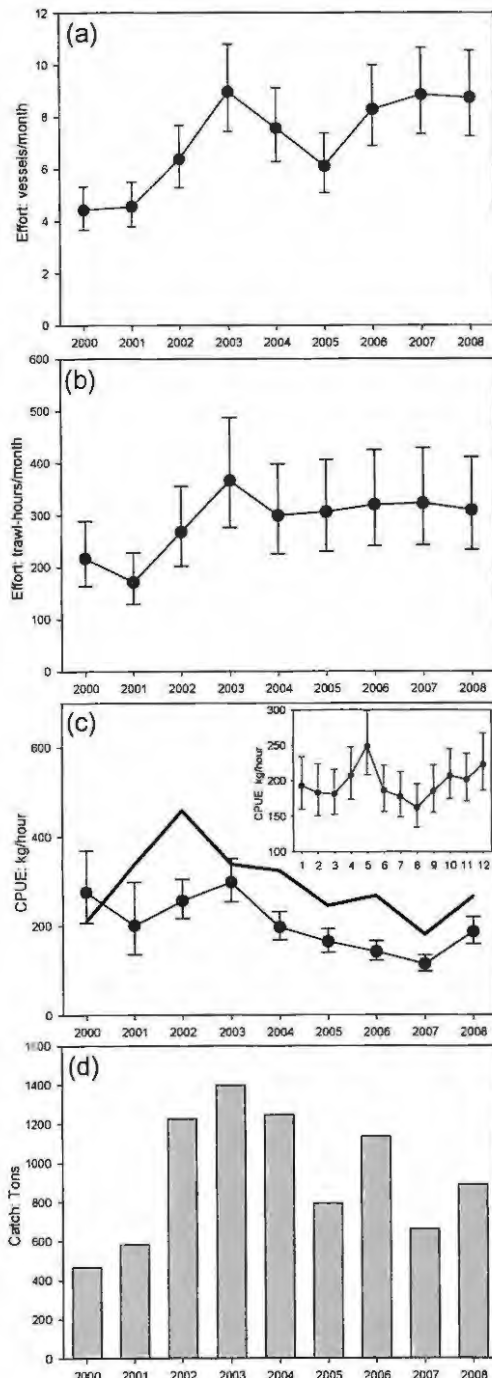 (a)
Effort: vessels/month
12
10
8
6
4
2
0
2000 2001 2002 2003 2004 2005 2006 2007 2008
(b)
Effort: trawl-hours/month
600
500
400
300
200
100
0
2000 2001 2002 2003 2004 2005 2006 2007 2008
(c)
CPUE: kg/hour
600
400
200
0
CPUE: kg/hour
300
250
200
150
100
1 2 3 4 5 6 7 8 9 10 11 12
2000 2001 2002 2003 2004 2005 2006 2007 2008
(d)
Catch: Tons
1600
1400
1200
1000
800
600
400
200
0
2000 2001 2002 2003 2004 2005 2006 2007 2008